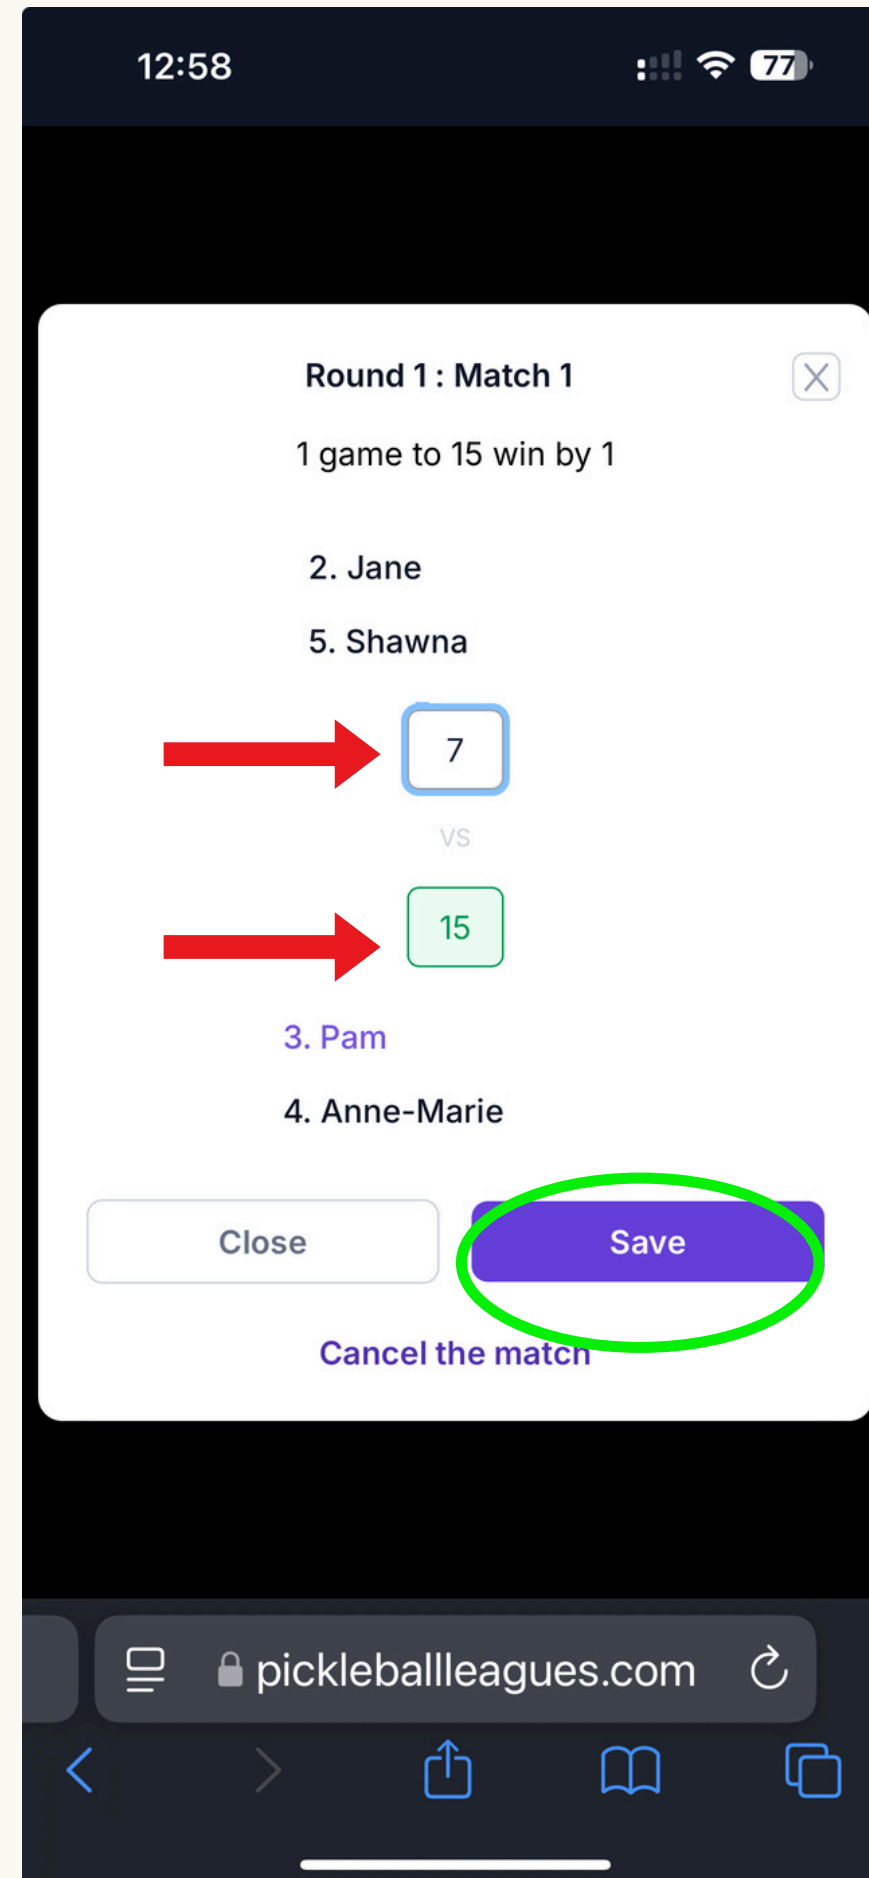 12:58
77
Round 1 : Match 1
X
1 game to 15 win by 1
2. Jane
5. Shawna
7
VS
15
3. Pam
4. Anne-Marie
Close
Save
Cancel the match
pickleballleagues.com